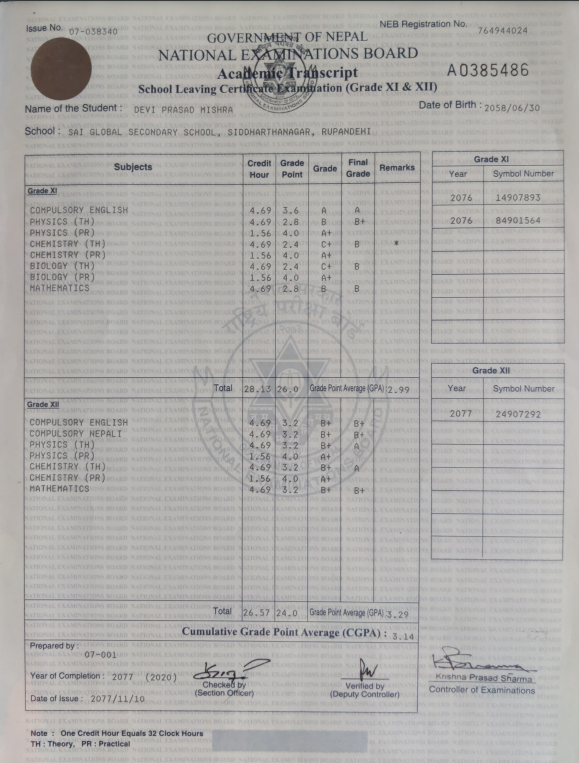 Issue No. 07-038340
NEB Registration No. 764944024
GOVERNMENT OF NEPAL
NATIONAL EXAMINATIONS BOARD
Academic Transcript
A0385486
School Leaving Certificate Examination (Grade XI & XII)
Name of the Student : DEVI PRASAD MISHRA
Date of Birth : 2058/06/30
School : SAI GLOBAL SECONDARY SCHOOL, SIDDHARTHANAGAR, RUPANDEHI
Subjects Credit Hour Grade Point Grade Final Grade Remarks
Grade XI
COMPULSORY ENGLISH 4.69 3.6 A A
PHYSICS (TH) 4.69 2.8 B B+
PHYSICS (PR) 1.56 4.0 A+
CHEMISTRY (TH) 4.69 2.4 C+ B *
CHEMISTRY (PR) 1.56 4.0 A+
BIOLOGY (TH) 4.69 2.4 C+ B
BIOLOGY (PR) 1.56 4.0 A+
MATHEMATICS 4.69 2.8 B B
Total 28.13 26.0 Grade Point Average (GPA) 2.99
Grade XI
Year Symbol Number
2076 14907893
2076 84901564
Grade XII
COMPULSORY ENGLISH 4.69 3.2 B+ B+
COMPULSORY NEPALI 4.69 3.2 B+ B+
PHYSICS (TH) 4.69 3.2 B+ A
PHYSICS (PR) 1.56 4.0 A+
CHEMISTRY (TH) 4.69 3.2 B+ A
CHEMISTRY (PR) 1.56 4.0 A+
MATHEMATICS 4.69 3.2 B+ B+
Total 26.57 24.0 Grade Point Average (GPA) 3.29
Grade XII
Year Symbol Number
2077 24907292
Cumulative Grade Point Average (CGPA) : 3.14
Prepared by :
07-001
Year of Completion : 2077 (2020)
Date of Issue : 2077/11/10
Checked by
(Section Officer)
Verified by
(Deputy Controller)
Krishna Prasad Sharma
Controller of Examinations
Note : One Credit Hour Equals 32 Clock Hours
TH : Theory, PR : Practical